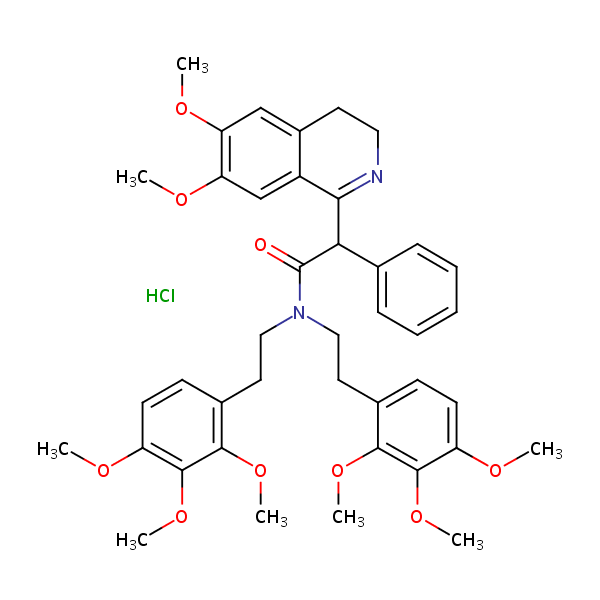 CH₃
O
H₃C O
N
O
HCl
N
H₃C O O O O CH₃
O CH₃ CH₃ O
H₃C CH₃